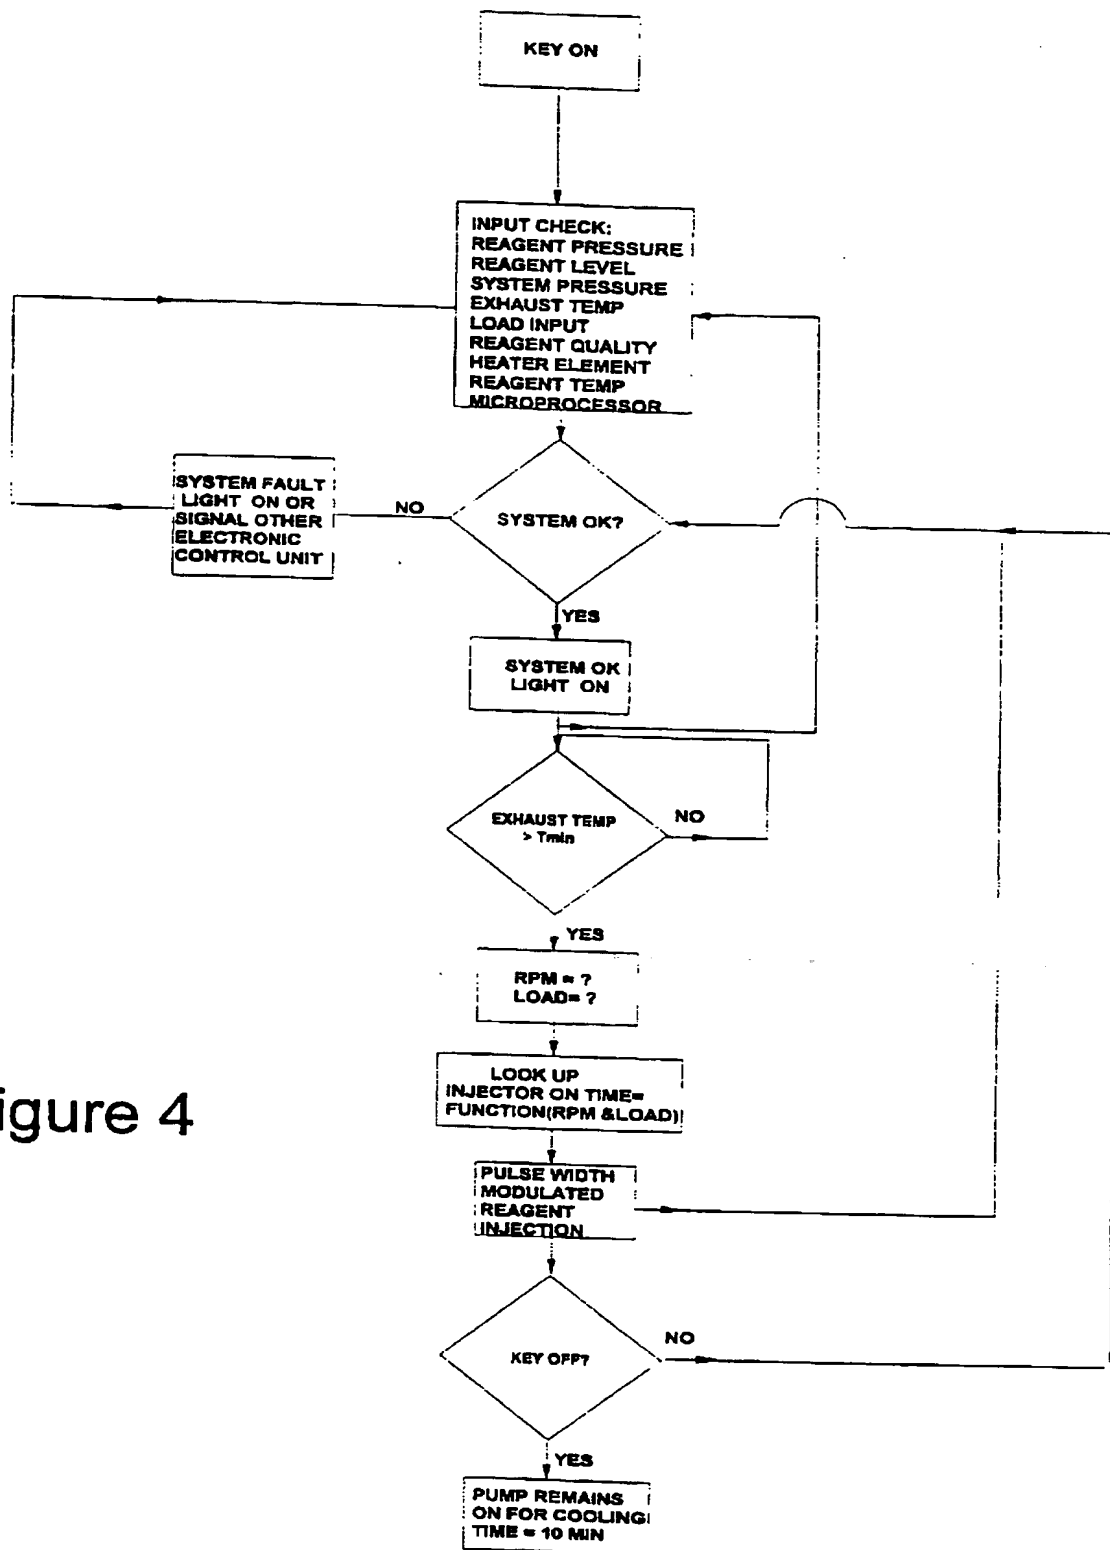 KEY ON
INPUT CHECK:
REAGENT PRESSURE
REAGENT LEVEL
SYSTEM PRESSURE
EXHAUST TEMP
LOAD INPUT
REAGENT QUALITY
HEATER ELEMENT
REAGENT TEMP
MICROPROCESSOR
SYSTEM FAULT
LIGHT ON OR
SIGNAL OTHER
ELECTRONIC
CONTROL UNIT
NO
SYSTEM OK?
YES
SYSTEM OK
LIGHT ON
EXHAUST TEMP
> Tmin
NO
YES
RPM = ?
LOAD= ?
LOOK UP
INJECTOR ON TIME=
FUNCTION(RPM &LOAD)
igure 4
PULSE WIDTH
MODULATED
REAGENT
INJECTION
KEY OFF?
NO
YES
PUMP REMAINS
ON FOR COOLING
TIME = 10 MIN